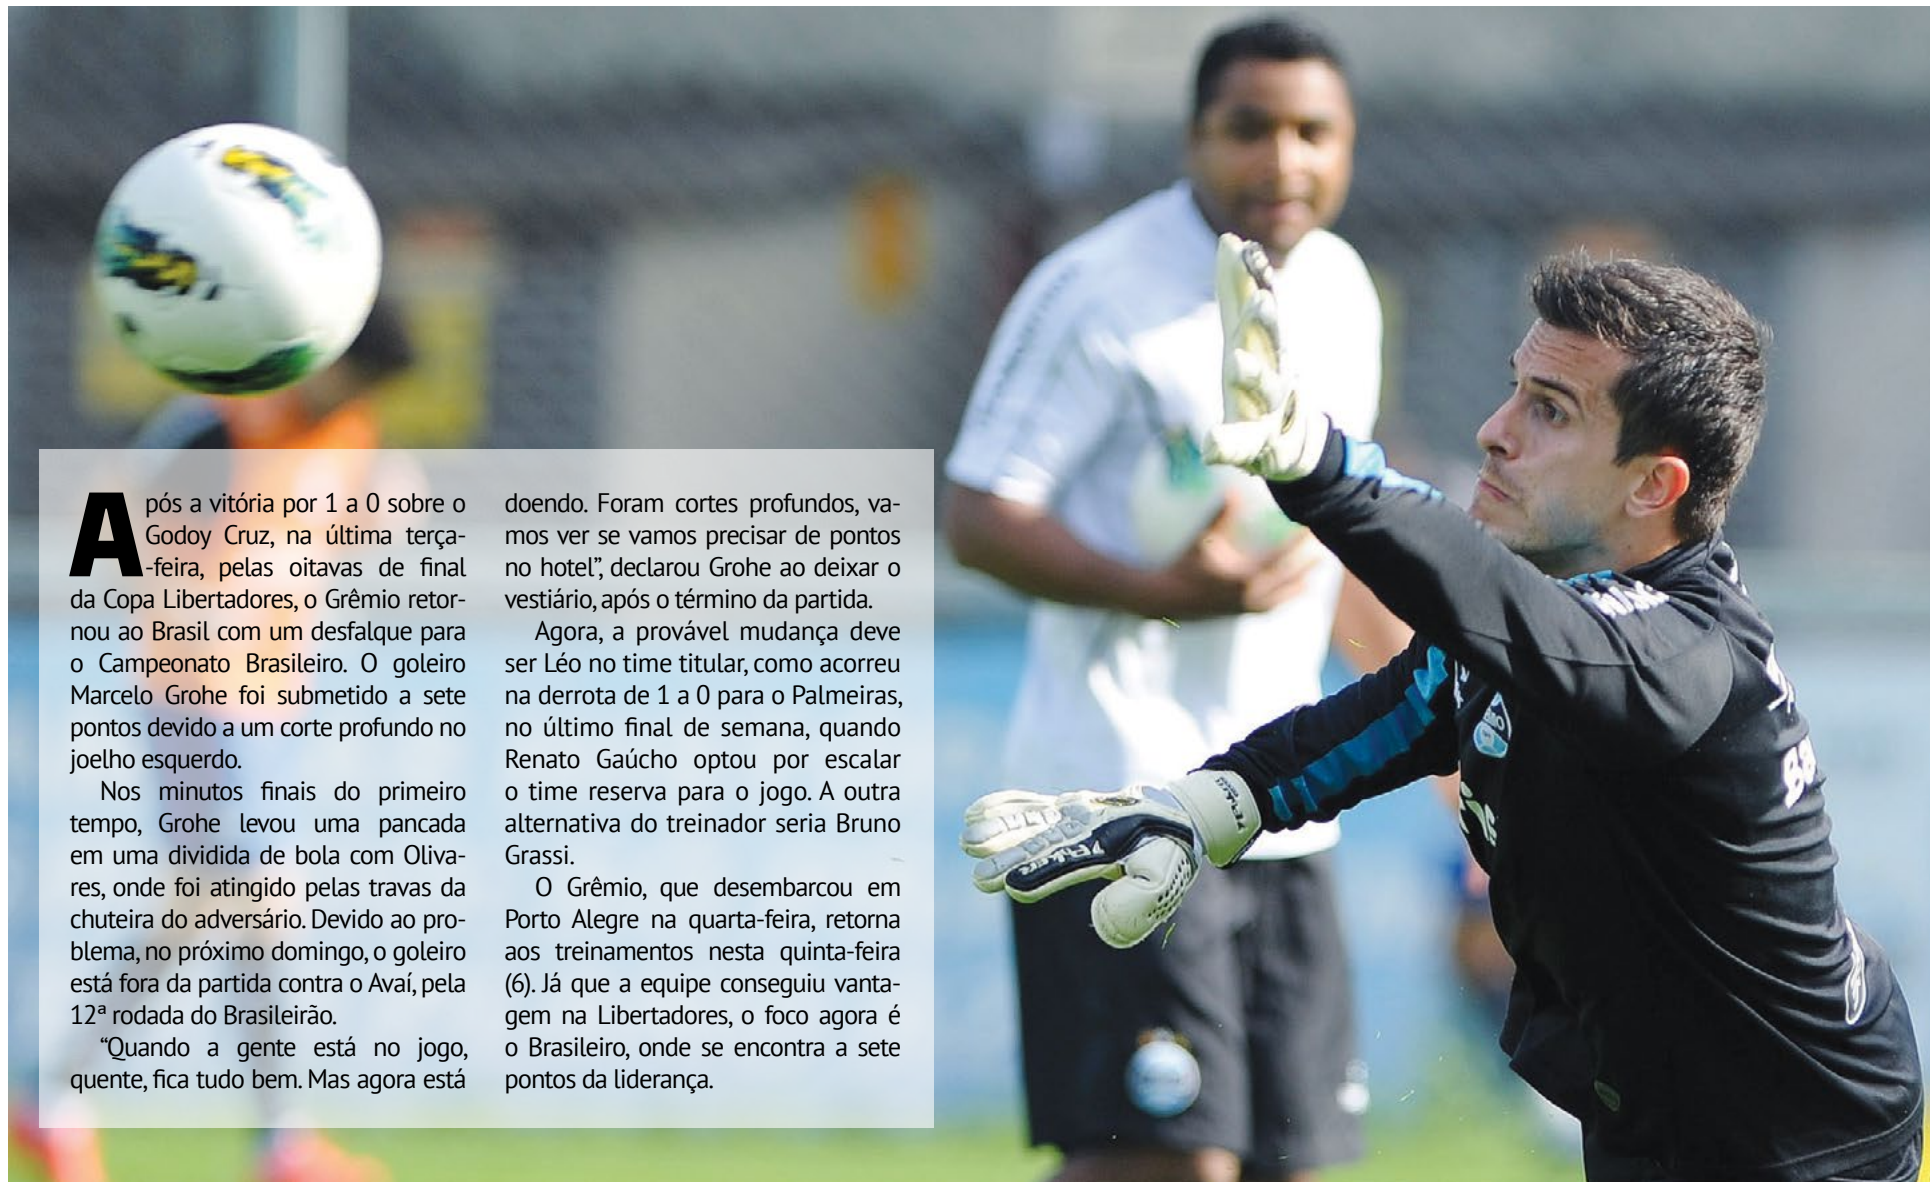 Após a vitória por 1 a 0 sobre o
Godoy Cruz, na última terça-
-feira, pelas oitavas de final
da Copa Libertadores, o Grêmio retor-
nou ao Brasil com um desfalque para
o Campeonato Brasileiro. O goleiro
Marcelo Grohe foi submetido a sete
pontos devido a um corte profundo no
joelho esquerdo.
Nos minutos finais do primeiro
tempo, Grohe levou uma pancada
em uma dividida de bola com Oliva-
res, onde foi atingido pelas travas da
chuteira do adversário. Devido ao pro-
blema, no próximo domingo, o goleiro
está fora da partida contra o Avaí, pela
12ª rodada do Brasileirão.
“Quando a gente está no jogo,
quente, fica tudo bem. Mas agora está
doendo. Foram cortes profundos, va-
mos ver se vamos precisar de pontos
no hotel”, declarou Grohe ao deixar o
vestiário, após o término da partida.
Agora, a provável mudança deve
ser Léo no time titular, como acorreu
na derrota de 1 a 0 para o Palmeiras,
no último final de semana, quando
Renato Gaúcho optou por escalar
o time reserva para o jogo. A outra
alternativa do treinador seria Bruno
Grassi.
O Grêmio, que desembarcou em
Porto Alegre na quarta-feira, retorna
aos treinamentos nesta quinta-feira
(6). Já que a equipe conseguiu vanta-
gem na Libertadores, o foco agora é
o Brasileiro, onde se encontra a sete
pontos da liderança.